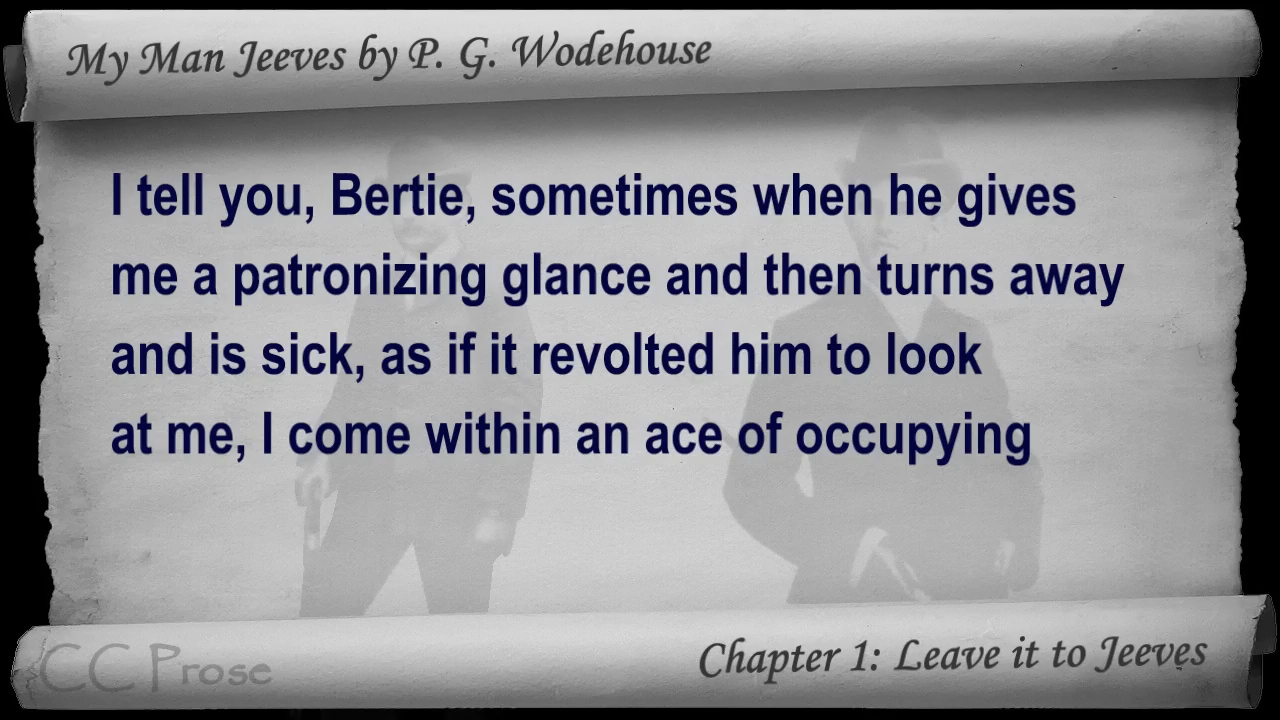 My Man Jeeves by P. G. Wodehouse
I tell you, Bertie, sometimes when he gives
me a patronizing glance and then turns away
and is sick, as if it revolted him to look
at me, I come within an ace of occupying
CC Prose
Chapter 1: Leave it to Jeeves